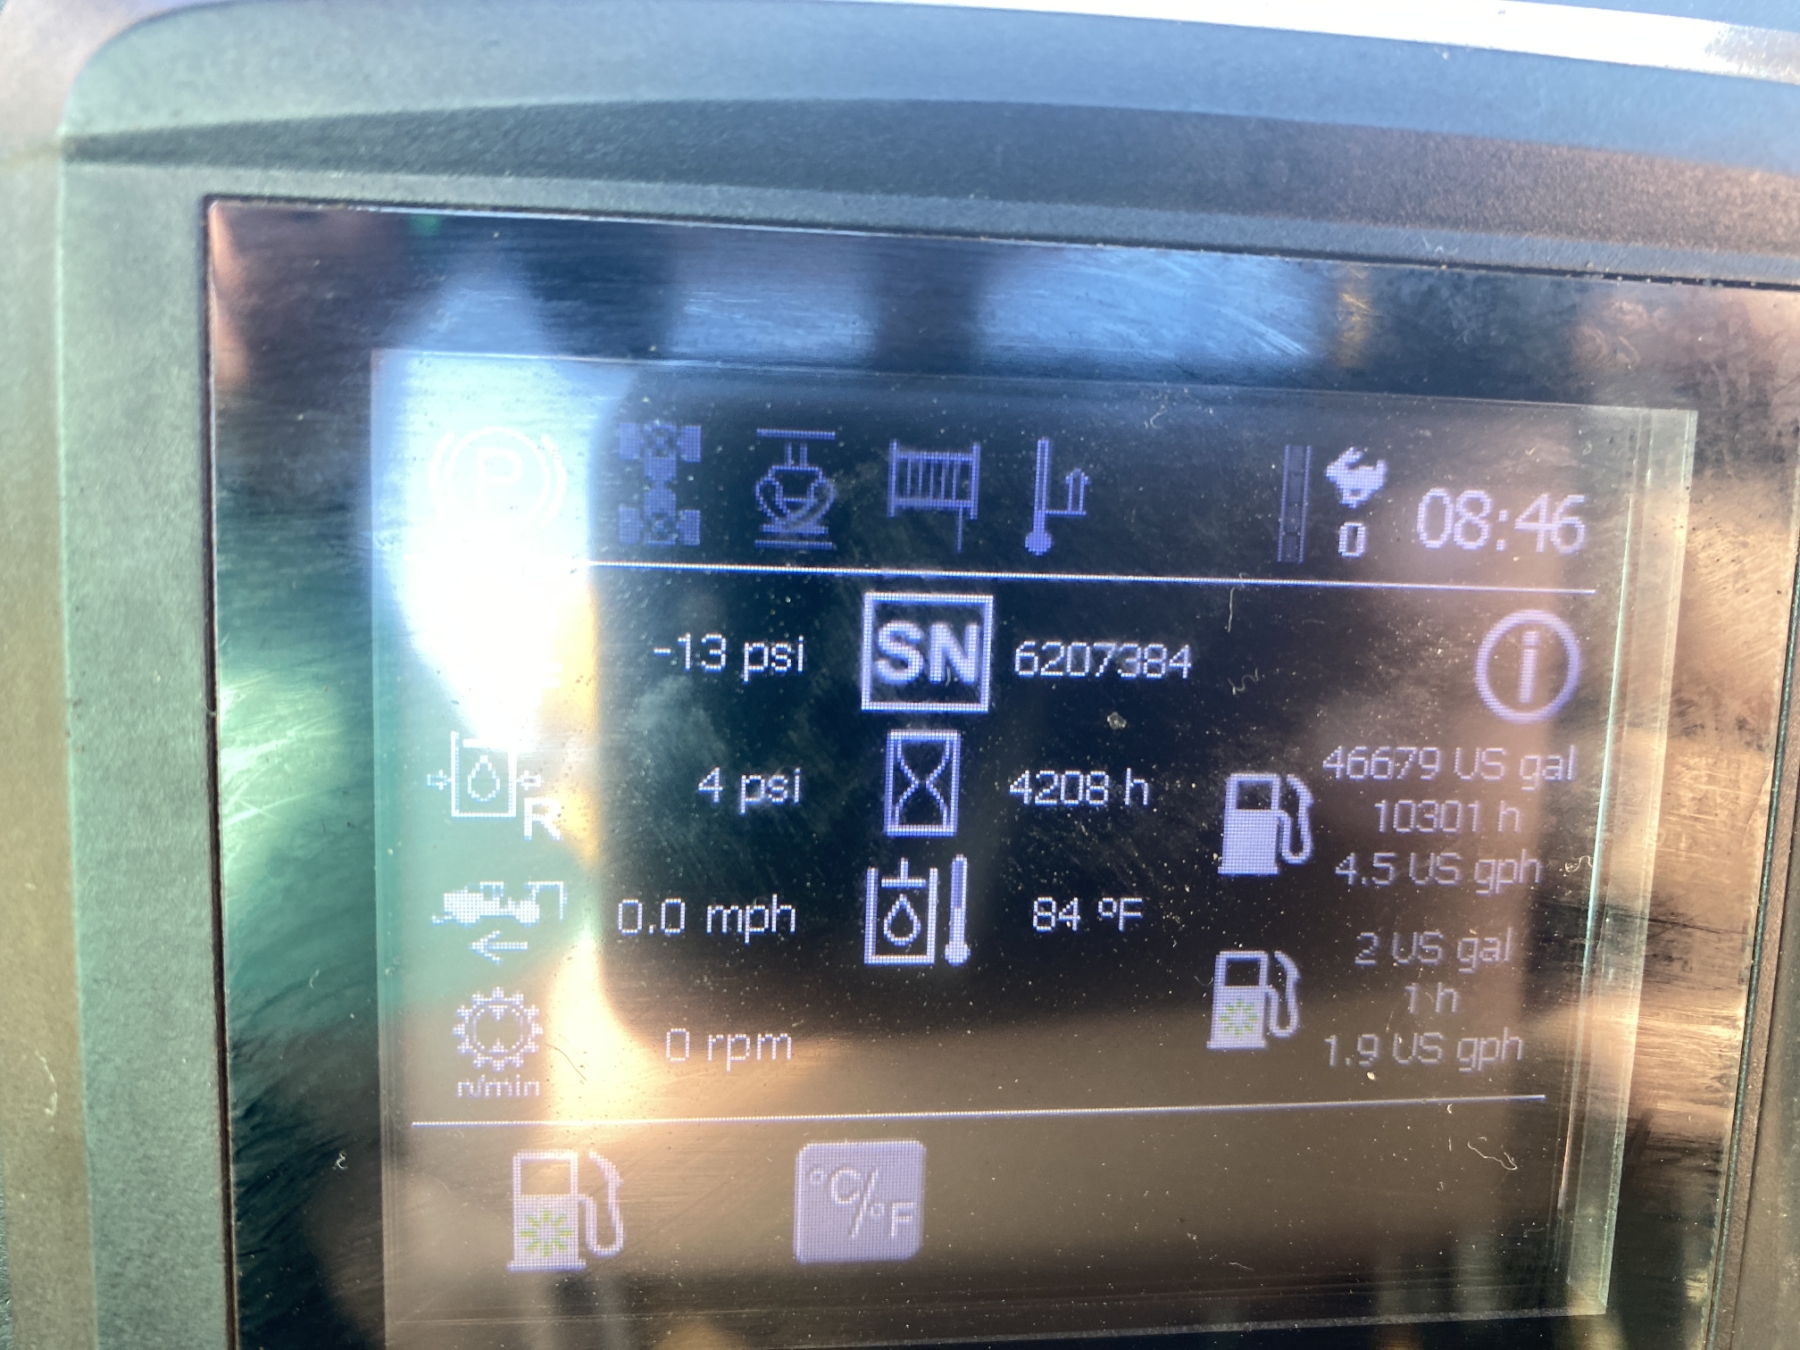 P
0
08:46
-13 psi
SN
6207384
i
R
4 psi
4208 h
46679 US gal
10301 h
4.5 US gph
0.0 mph
84 ºF
2 US gal
1 h
1.9 US gph
n/min
0 rpm
°C/°F